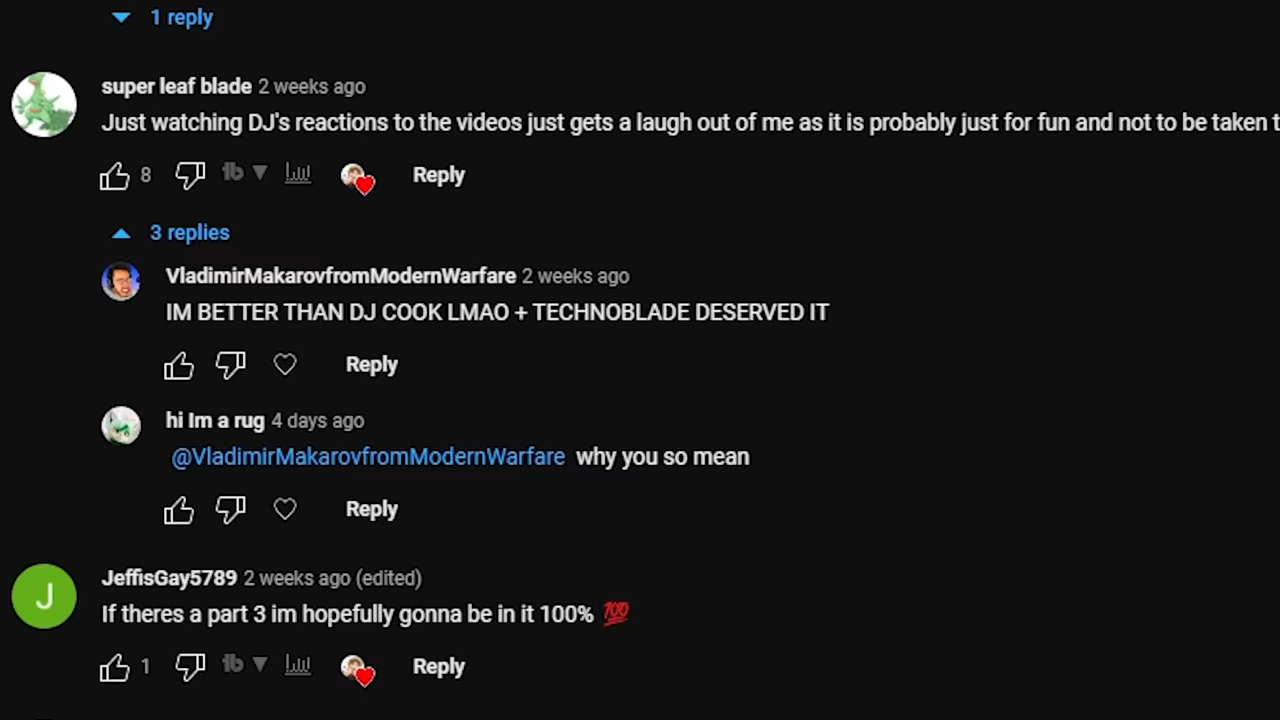 1 reply
super leaf blade 2 weeks ago
Just watching DJ's reactions to the videos just gets a laugh out of me as it is probably just for fun and not to be taken t
8 tb Reply
3 replies
VladimirMakarovfromModernWarfare 2 weeks ago
IM BETTER THAN DJ COOK LMAO + TECHNOBLADE DESERVED IT
Reply
hi Im a rug 4 days ago
@VladimirMakarovfromModernWarfare why you so mean
Reply
J
JeffisGay5789 2 weeks ago (edited)
If theres a part 3 im hopefully gonna be in it 100% 💯
1 tb Reply